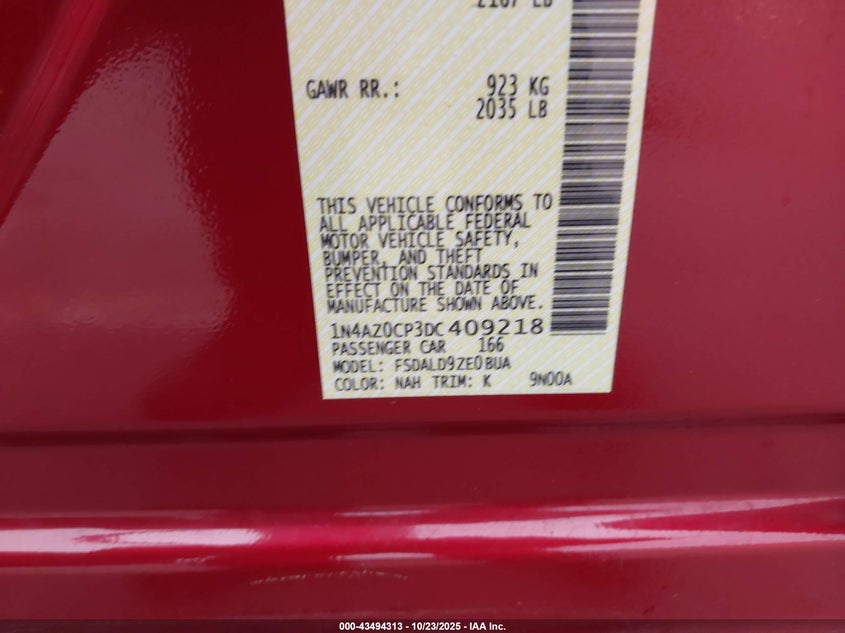 2167 LB
GAWR RR.: 923 KG
2035 LB
THIS VEHICLE CONFORMS TO
ALL APPLICABLE FEDERAL
MOTOR VEHICLE SAFETY,
BUMPER, AND THEFT
PREVENTION STANDARDS IN
EFFECT ON THE DATE OF
MANUFACTURE SHOWN ABOVE.
1N4AZ0CP3DC409218
PASSENGER CAR 166
MODEL: FSDALD9ZE0BUA
COLOR: NAH TRIM: K 9N00A
000-43494313 - 10/23/2025 - IAA Inc.